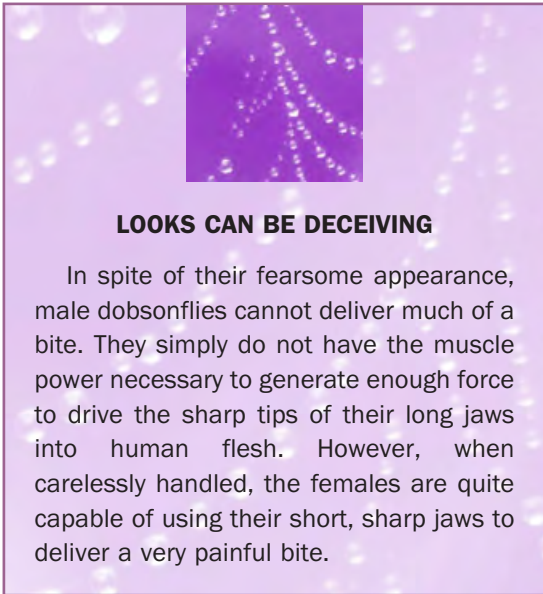 LOOKS CAN BE DECEIVING
In spite of their fearsome appearance,
male dobsonflies cannot deliver much of a
bite. They simply do not have the muscle
power necessary to generate enough force
to drive the sharp tips of their long jaws
into human flesh. However, when
carelessly handled, the females are quite
capable of using their short, sharp jaws to
deliver a very painful bite.